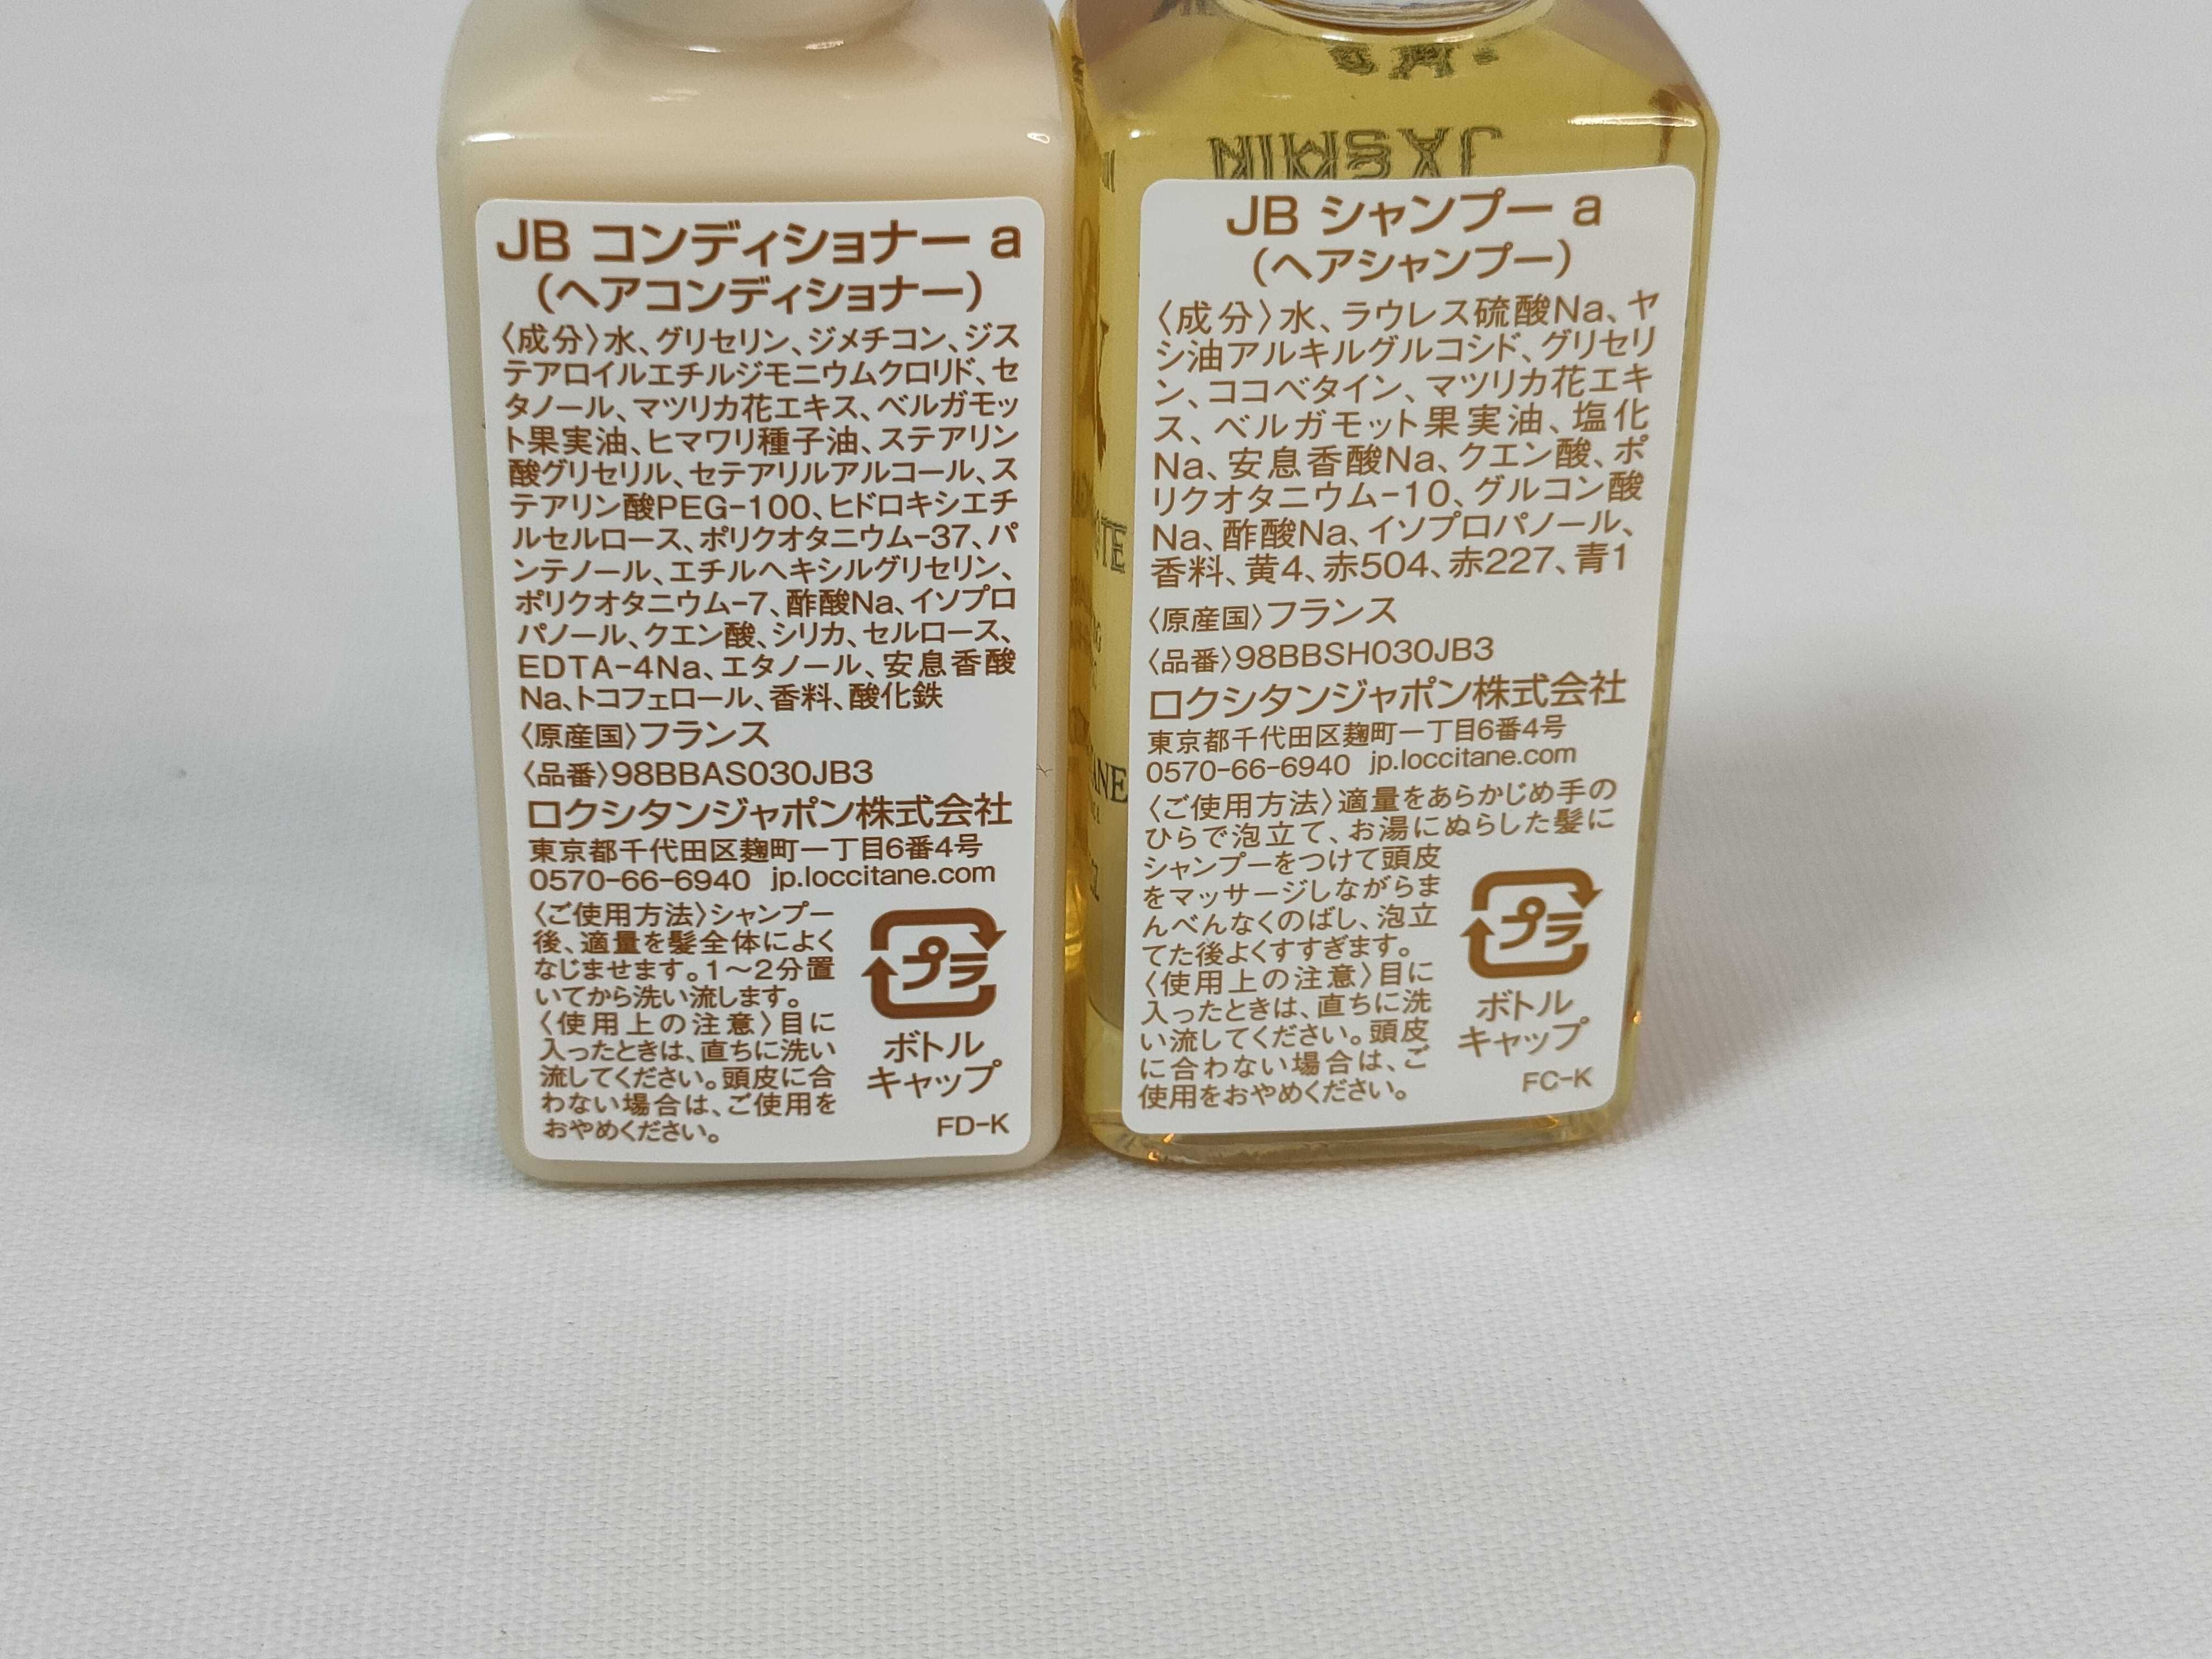 JB コンディショナー a
(ヘアコンディショナー)
〈成分〉水、グリセリン、ジメチコン、ジス
テアロイルエチルジモニウムクロリド、セ
タノール、マツリカ花エキス、ベルガモッ
ト果実油、ヒマワリ種子油、ステアリン
酸グリセリル、セテアリルアルコール、ス
テアリン酸PEG-100、ヒドロキシエチ
ルセルロース、ポリクオタニウム-37、パ
ンテノール、エチルヘキシルグリセリン、
ポリクオタニウム-7、酢酸Na、イソプロ
パノール、クエン酸、シリカ、セルロース、
EDTA-4Na、エタノール、安息香酸
Na、トコフェロール、香料、酸化鉄
〈原産国〉フランス
〈品番〉98BBAS030JB3
ロクシタンジャポン株式会社
東京都千代田区麹町一丁目6番4号
0570-66-6940 jp.loccitane.com
〈ご使用方法〉シャンプー
後、適量を髪全体によく
なじませます。1〜2分置
いてから洗い流します。
〈使用上の注意〉目に
入ったときは、直ちに洗い
流してください。頭皮に合
わない場合は、ご使用を
おやめください。
プラ
ボトル
キャップ
FD-K
JASMIN
JB シャンプー a
(ヘアシャンプー)
〈成分〉水、ラウレス硫酸Na、ヤ
シ油アルキルグルコシド、グリセリ
ン、ココベタイン、マツリカ花エキ
ス、ベルガモット果実油、塩化
Na、安息香酸Na、クエン酸、ポ
リクオタニウム-10、グルコン酸
Na、酢酸Na、イソプロパノール、
香料、黄4、赤504、赤227、青1
〈原産国〉フランス
〈品番〉98BBSH030JB3
ロクシタンジャポン株式会社
東京都千代田区麹町一丁目6番4号
0570-66-6940 jp.loccitane.com
〈ご使用方法〉適量をあらかじめ手の
ひらで泡立て、お湯にぬらした髪に
シャンプーをつけて頭皮
をマッサージしながらま
んべんなくのばし、泡立
てた後よくすすぎます。
〈使用上の注意〉目に
入ったときは、直ちに洗
い流してください。頭皮
に合わない場合は、ご
使用をおやめください。
プラ
ボトル
キャップ
FC-K